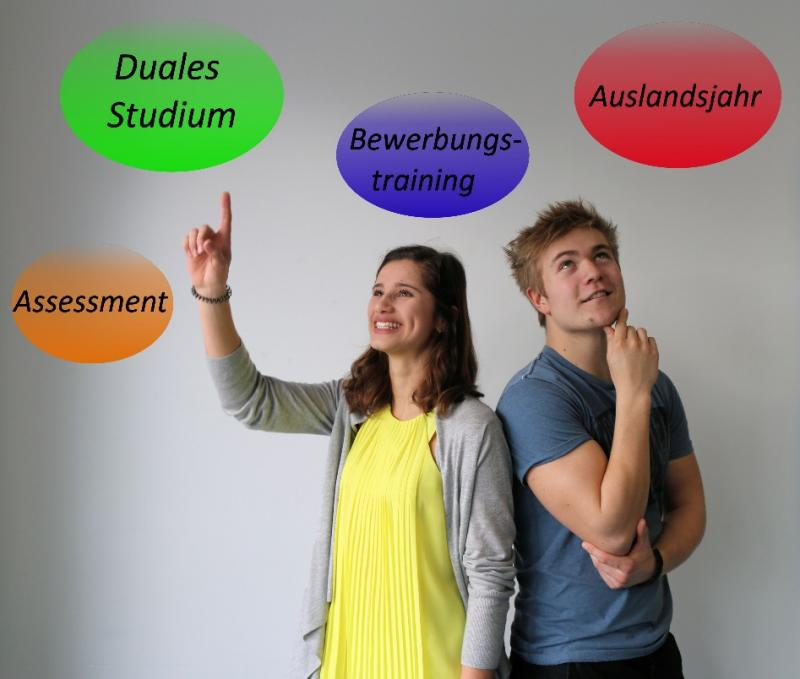 Duales
Studium
Bewerbungs-
training
Auslandsjahr
Assessment